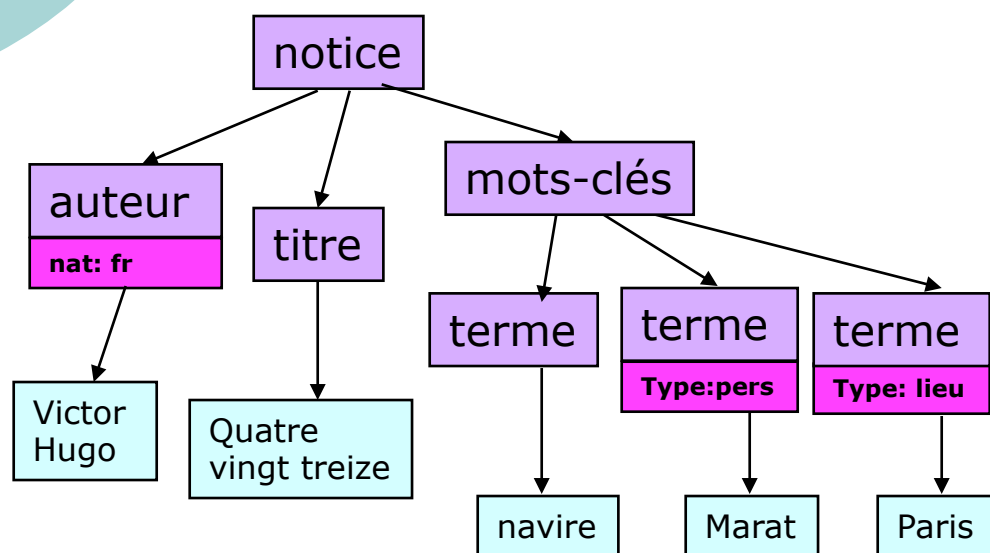 notice
auteur
nat: fr
titre
mots-clés
terme
terme
Type:pers
terme
Type: lieu
Victor
Hugo
Quatre
vingt treize
navire
Marat
Paris